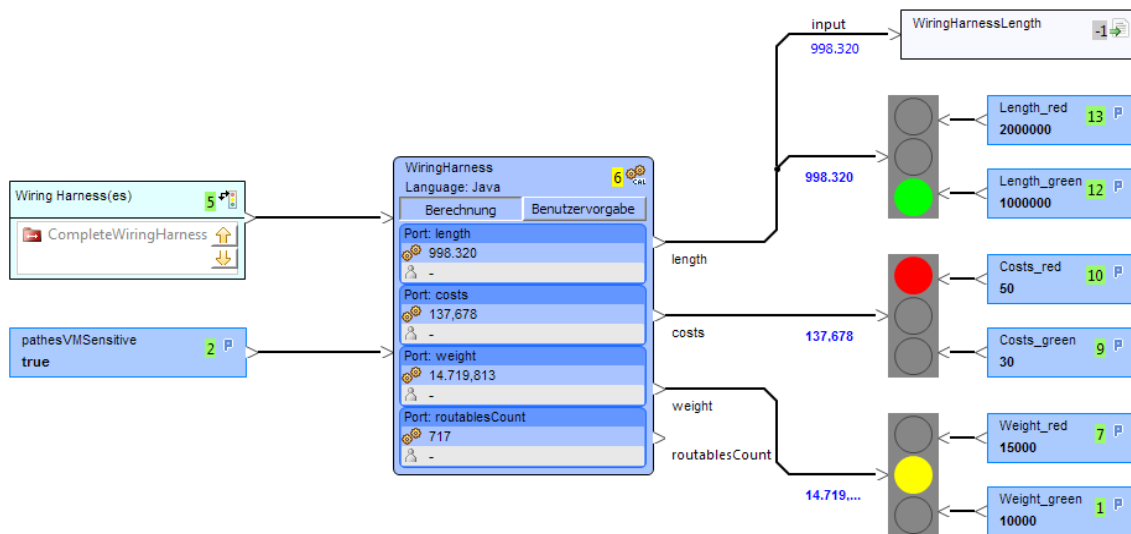 input
998.320
WiringHarnessLength
-1
Length_red
13 P
2000000
998.320
Length_green
12 P
1000000
Wiring Harness(es)
5
CompleteWiringHarness
pathesVMSensitive
2 P
true
WiringHarness
6 CAL
Language: Java
Berechnung
Benutzervorgabe
Port: length
998.320
-
Port: costs
137,678
-
Port: weight
14.719,813
-
Port: routablesCount
717
-
length
costs
137,678
weight
routablesCount
14.719,...
Costs_red
10 P
50
Costs_green
9 P
30
Weight_red
7 P
15000
Weight_green
1 P
10000